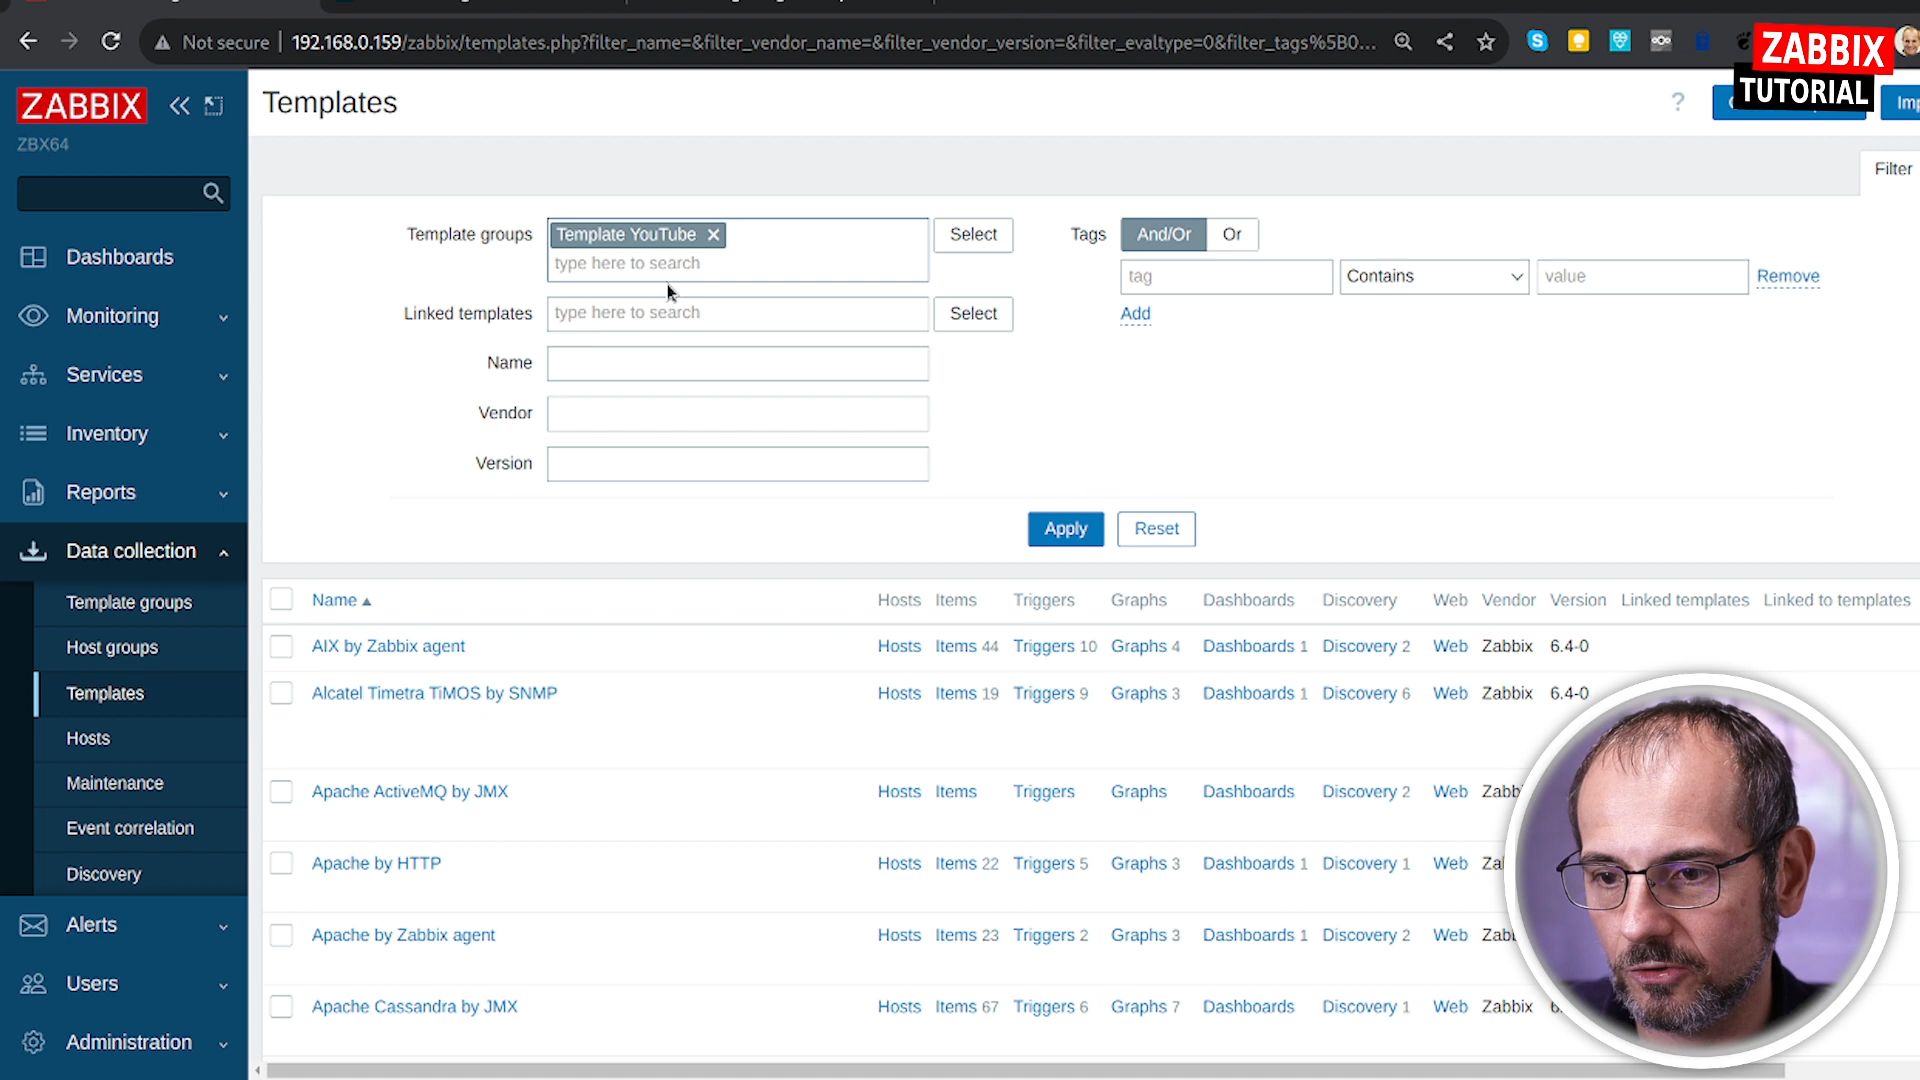 Not secure
192.168.0.159/zabbix/templates.php?filter_name=&filter_vendor_name=&filter_vendor_version=&filter_evaltype=0&filter_tags%5B0...
ZABBIX
TUTORIAL
ZABBIX
ZBX64
Dashboards
Monitoring
Services
Inventory
Reports
Data collection
Template groups
Host groups
Templates
Hosts
Maintenance
Event correlation
Discovery
Alerts
Users
Administration
Templates
?
Filter
Template groups
Template YouTube
type here to search
Select
Linked templates
type here to search
Select
Name
Vendor
Version
Tags
And/Or Or
tag Contains value Remove
Add
Apply Reset
Name Hosts Items Triggers Graphs Dashboards Discovery Web Vendor Version Linked templates Linked to templates
AIX by Zabbix agent Hosts Items 44 Triggers 10 Graphs 4 Dashboards 1 Discovery 2 Web Zabbix 6.4-0
Alcatel Timetra TiMOS by SNMP Hosts Items 19 Triggers 9 Graphs 3 Dashboards 1 Discovery 6 Web Zabbix 6.4-0
Apache ActiveMQ by JMX Hosts Items Triggers Graphs Dashboards Discovery 2 Web
Apache by HTTP Hosts Items 22 Triggers 5 Graphs 3 Dashboards 1 Discovery 1 Web
Apache by Zabbix agent Hosts Items 23 Triggers 2 Graphs 3 Dashboards 1 Discovery 2 Web
Apache Cassandra by JMX Hosts Items 67 Triggers 6 Graphs 7 Dashboards Discovery 1 Web Zabbix